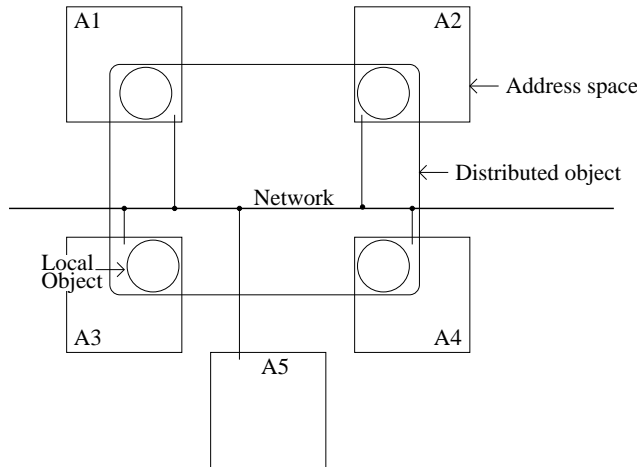 A1
A2
Address space
Distributed object
Network
Local
Object
A3
A4
A5